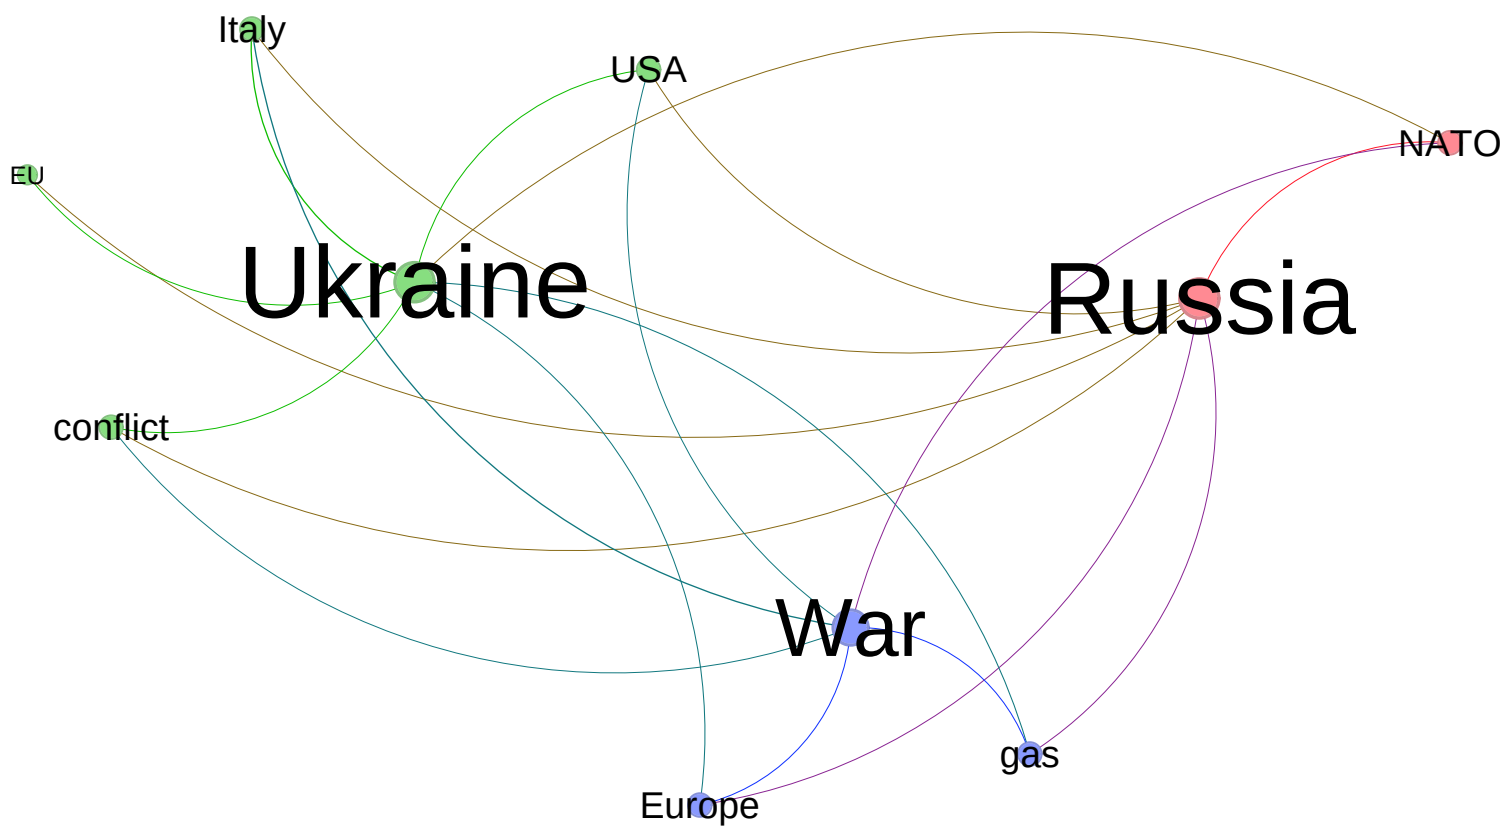 Italy
USA
NATO
EU
Ukraine
Russia
conflict
War
gas
Europe